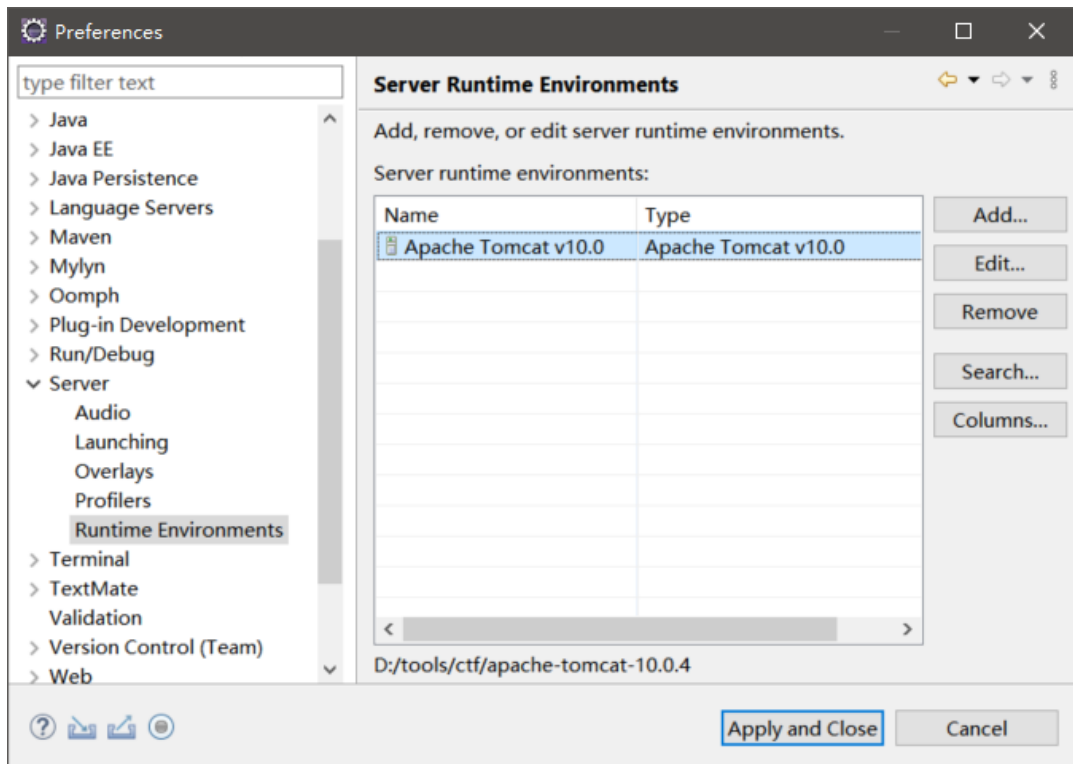 Preferences
type filter text
Java
Java EE
Java Persistence
Language Servers
Maven
Mylyn
Oomph
Plug-in Development
Run/Debug
Server
Audio
Launching
Overlays
Profilers
Runtime Environments
Terminal
TextMate
Validation
Version Control (Team)
Web
Server Runtime Environments
Add, remove, or edit server runtime environments.
Server runtime environments:
Name Type
Apache Tomcat v10.0 Apache Tomcat v10.0
Add...
Edit...
Remove
Search...
Columns...
D:/tools/ctf/apache-tomcat-10.0.4
Apply and Close Cancel